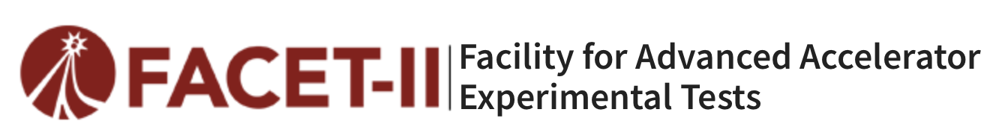 FACET-II
Facility for Advanced Accelerator
Experimental Tests